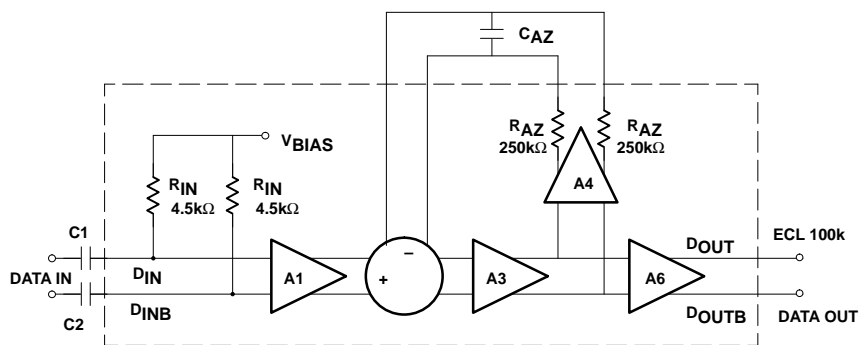 CAZ
RAZ
250kΩ
RAZ
250kΩ
VBIAS
RIN
4.5kΩ
RIN
4.5kΩ
A4
C1
ECL 100k
DATA IN
DIN
A1
–
+
A3
A6
DOUT
C2
DINB
DOUTB
DATA OUT